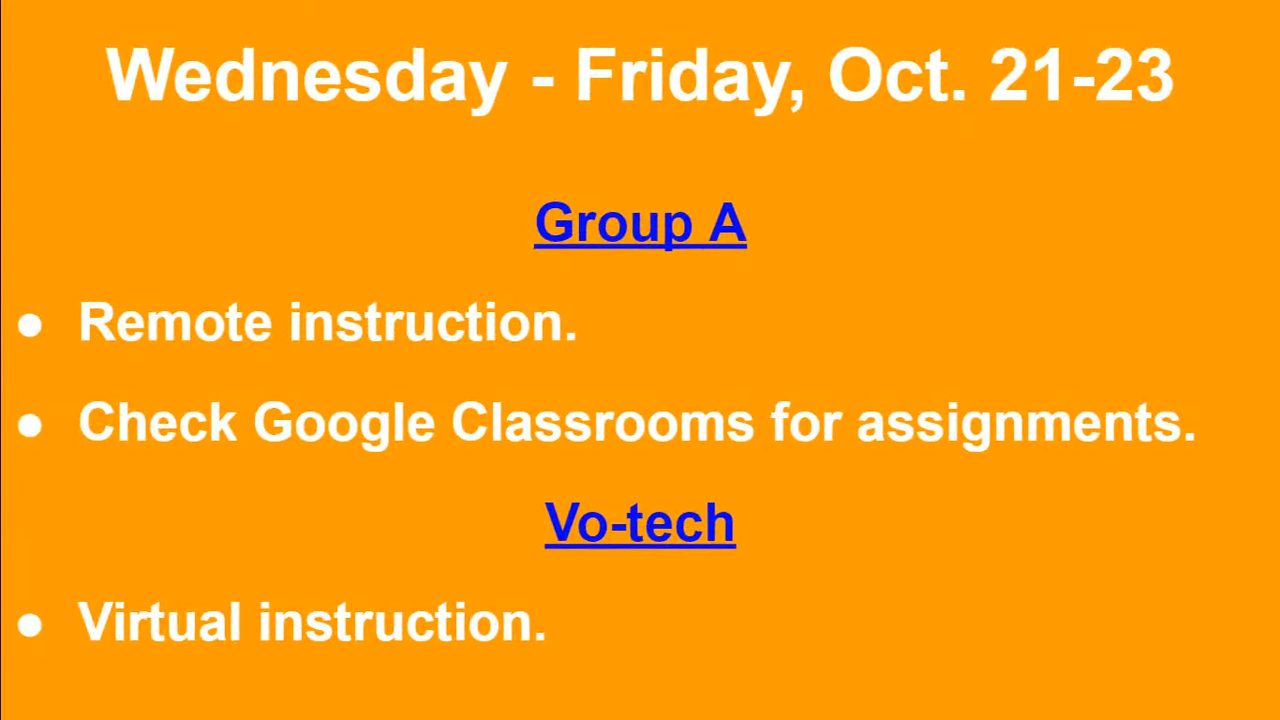 Wednesday - Friday, Oct. 21-23
Group A
● Remote instruction.
● Check Google Classrooms for assignments.
Vo-tech
● Virtual instruction.